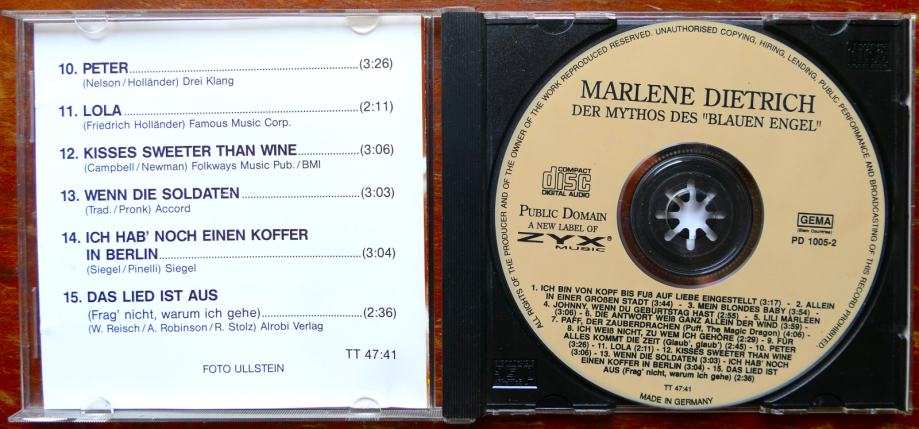 10. PETER (3:26)
(Nelson/Holländer) Drei Klang
11. LOLA (2:11)
(Friedrich Holländer) Famous Music Corp.
12. KISSES SWEETER THAN WINE (3:06)
(Campbell/Newman) Folkways Music Pub./BMI
13. WENN DIE SOLDATEN (3:03)
(Trad./Pronk) Accord
14. ICH HAB' NOCH EINEN KOFFER
IN BERLIN (3:04)
(Siegel/Pinelli) Siegel
15. DAS LIED IST AUS
(Frag' nicht, warum ich gehe) (2:36)
(W. Reisch/A. Robinson/R. Stolz) Alrobi Verlag
TT 47:41
FOTO ULLSTEIN
ALL RIGHTS OF THE PRODUCER AND OF THE OWNER OF THE WORK REPRODUCED RESERVED. UNAUTHORISED COPYING, HIRING, LENDING, PUBLIC PERFORMANCE AND BROADCASTING OF THIS RECORD PROHIBITED.
MARLENE DIETRICH
DER MYTHOS DES "BLAUEN ENGEL"
COMPACT
disc
DIGITAL AUDIO
PUBLIC DOMAIN
A NEW LABEL OF
ZYX®
MUSIC
GEMA
PD 1005-2
1. ICH BIN VON KOPF BIS FUß AUF LIEBE EINGESTELLT (3:17) - 2. ALLEIN
IN EINER GROßEN STADT (3:44) - 3. MEIN BLONDES BABY (3:54) -
4. JOHNNY, WENN DU GEBURTSTAG HAST (2:55) - 5. LILI MARLEEN
(3:06) - 6. DIE ANTWORT WEIß GANZ ALLEIN DER WIND (3:59) -
7. PAFF, DER ZAUBERDRACHEN (Puff, The Magic Dragon) (4:06) -
8. ICH WEIß NICHT, ZU WEM ICH GEHÖRE (2:29) - 9. FÜR
ALLES KOMMT DIE ZEIT (Glaub', glaub') (2:45) - 10. PETER
(3:26) - 11. LOLA (2:11) - 12. KISSES SWEETER THAN WINE
(3:06) - 13. WENN DIE SOLDATEN (3:03) - ICH HAB' NOCH
EINEN KOFFER IN BERLIN (3:04) - 15. DAS LIED IST
AUS (Frag' nicht, warum ich gehe) (2:36)
TT 47:41
MADE IN GERMANY